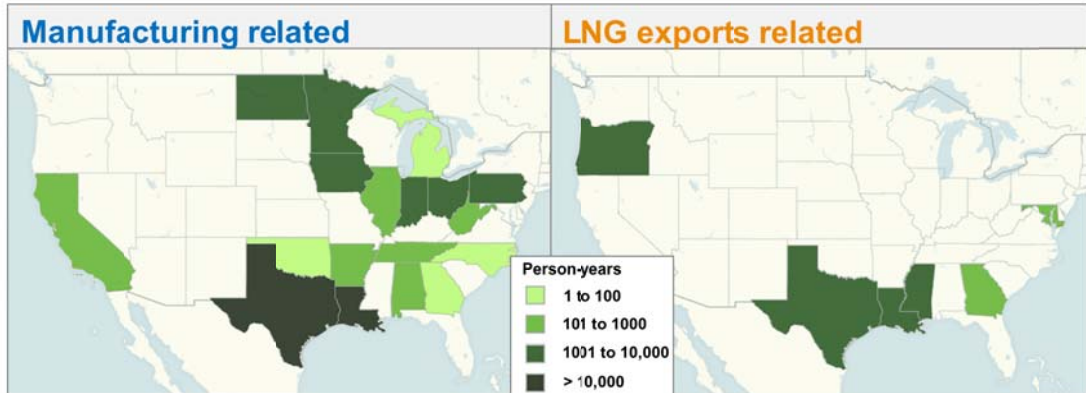 Manufacturing related
LNG exports related
Person-years
1 to 100
101 to 1000
1001 to 10,000
> 10,000